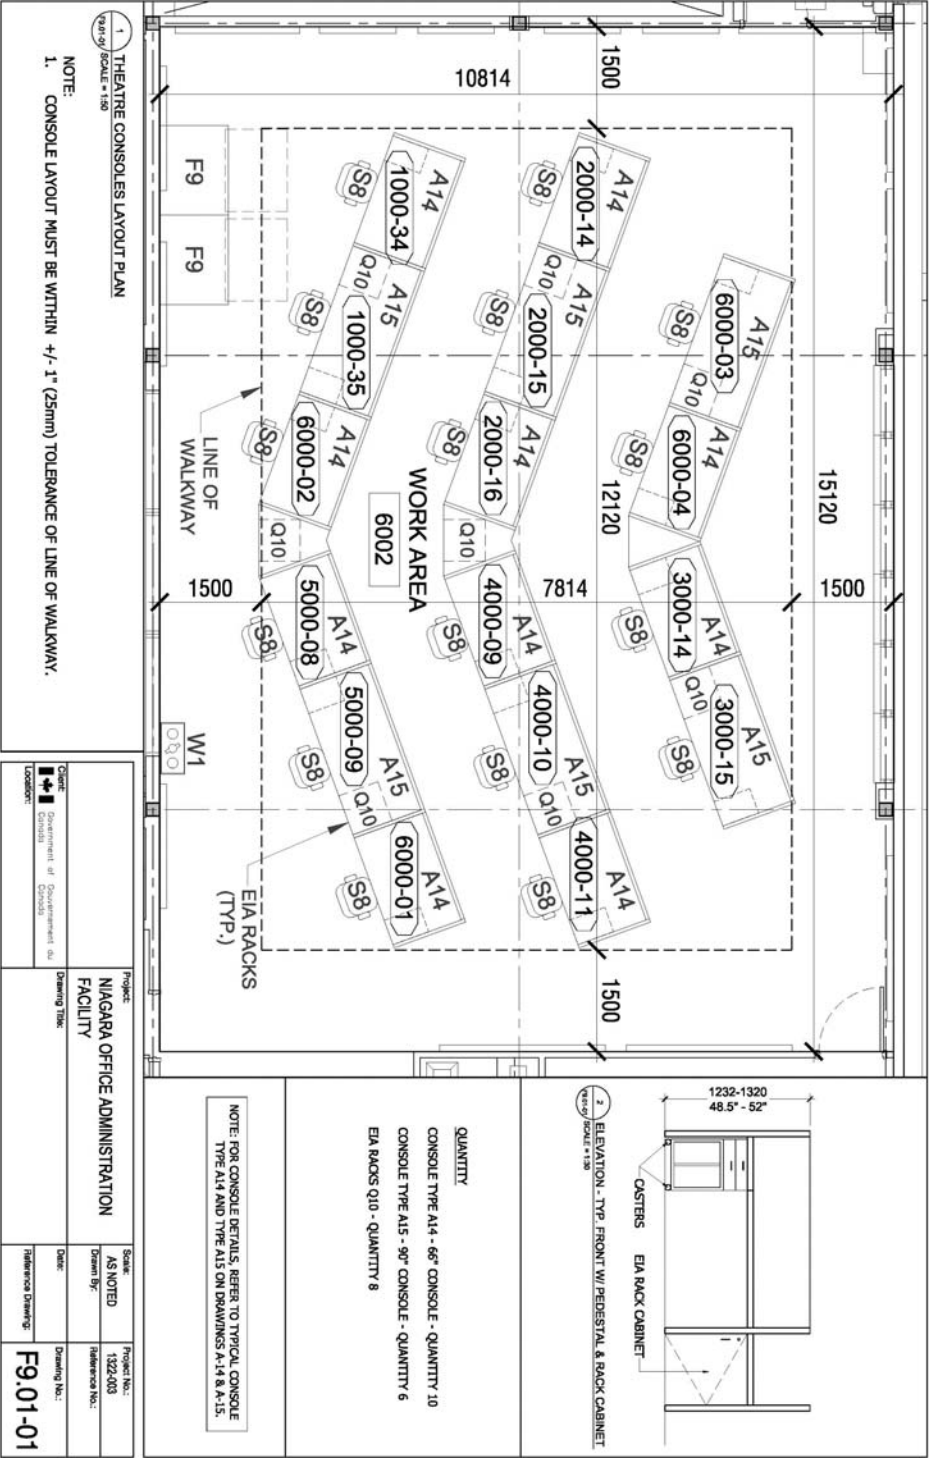 10814
1500
15120
12120
1500
7814
1500
1500
F9
F9
A14
1000-34
S8
Q10
A15
1000-35
S8
A14
6000-02
S8
Q10
5000-08
A14
S8
5000-09
A15
S8
Q10
6000-01
A14
S8
A14
2000-14
S8
Q10
A15
2000-15
S8
A14
2000-16
S8
Q10
4000-09
A14
S8
4000-10
A15
S8
Q10
4000-11
A14
S8
A15
6000-03
S8
Q10
A14
6000-04
S8
3000-14
A14
S8
Q10
3000-15
A15
S8
WORK AREA
6002
LINE OF
WALKWAY
W1
EIA RACKS
(TYP.)
1
F9.01-01
THEATRE CONSOLES LAYOUT PLAN
SCALE = 1:50
NOTE:
1. CONSOLE LAYOUT MUST BE WITHIN +/- 1" (25mm) TOLERANCE OF LINE OF WALKWAY.
1232-1320
48.5" - 52"
CASTERS
EIA RACK CABINET
2
F9.01-01
ELEVATION - TYP. FRONT W/ PEDESTAL & RACK CABINET
SCALE = 1:30
QUANTITY
CONSOLE TYPE A14 - 66" CONSOLE - QUANTITY 10
CONSOLE TYPE A15 - 90" CONSOLE - QUANTITY 6
EIA RACKS Q10 - QUANTITY 8
NOTE: FOR CONSOLE DETAILS, REFER TO TYPICAL CONSOLE
TYPE A14 AND TYPE A15 ON DRAWINGS A-14 & A-15.
Client:
Government of Canada
Gouvernement du Canada
Location:
Project:
NIAGARA OFFICE ADMINISTRATION
FACILITY
Drawing Title:
Scale:
AS NOTED
Drawn By:
Date:
Reference Drawing:
Project No.:
1322-003
Reference No.:
Drawing No.:
F9.01-01